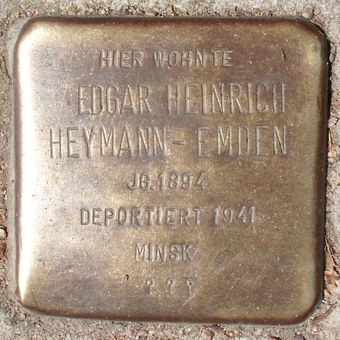 HIER WOHNTE
EDGAR HEINRICH
HEYMANN-EMDEN
JG.1894
DEPORTIERT 1941
MINSK
???